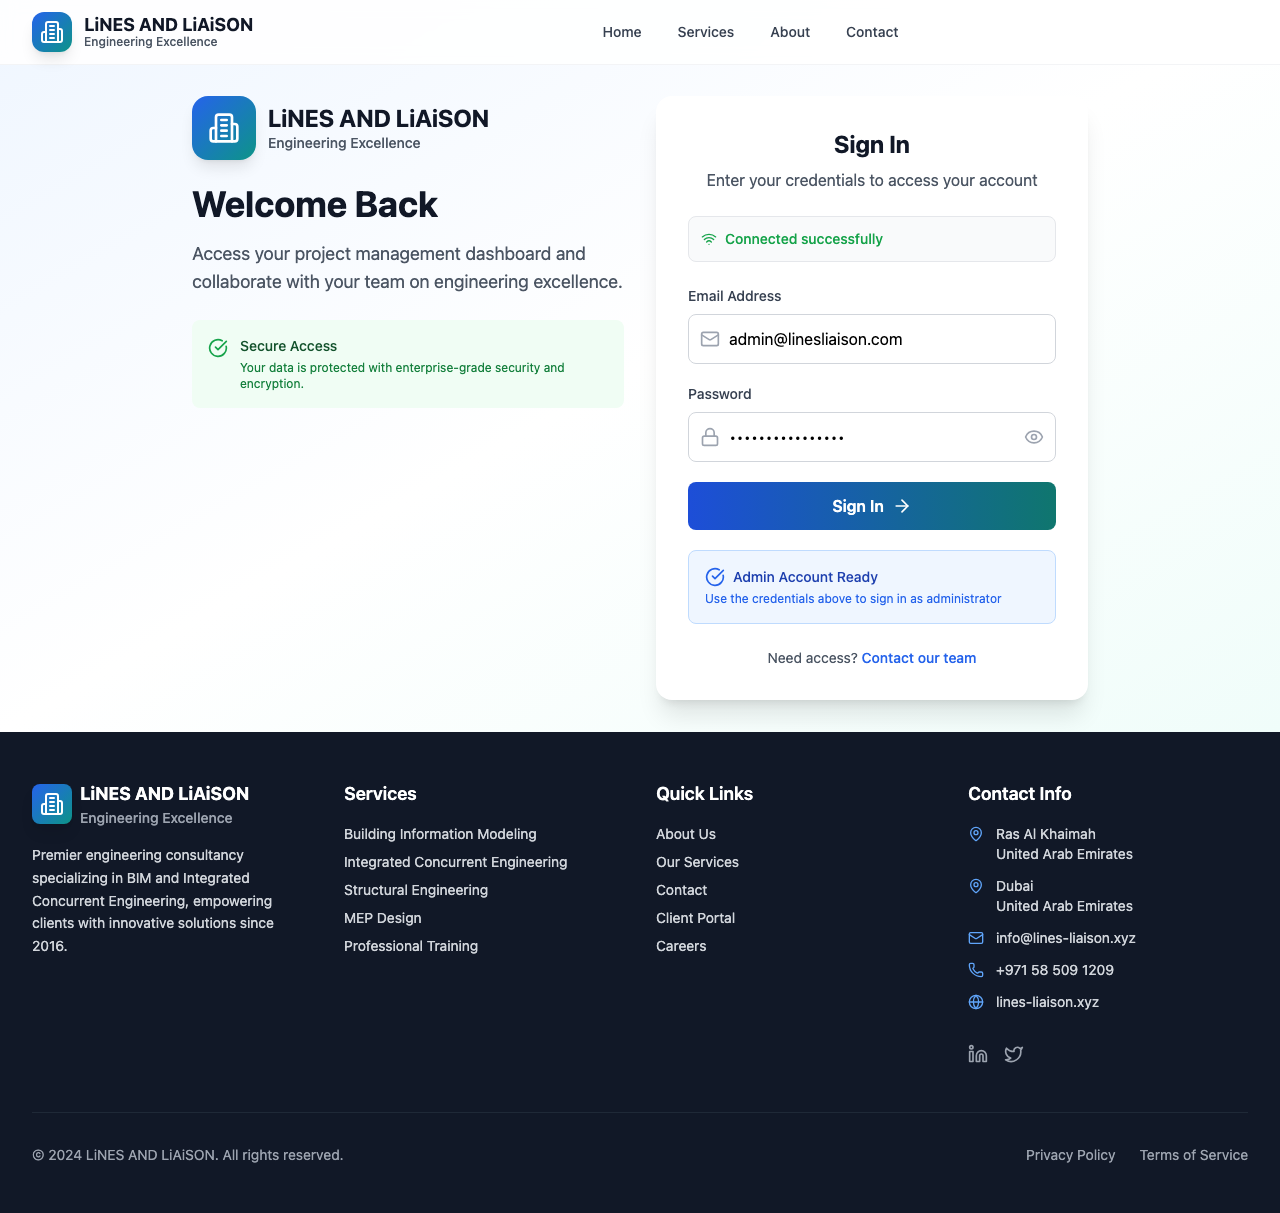 LiNES AND LiAiSON
Engineering Excellence
Home
Services
About
Contact
LiNES AND LiAiSON
Engineering Excellence
Welcome Back
Access your project management dashboard and
collaborate with your team on engineering excellence.
Secure Access
Your data is protected with enterprise-grade security and
encryption.
Sign In
Enter your credentials to access your account
Connected successfully
Email Address
admin@linesliaison.com
Password
••••••••••••••••
Sign In
Admin Account Ready
Use the credentials above to sign in as administrator
Need access? Contact our team
LiNES AND LiAiSON
Engineering Excellence
Premier engineering consultancy
specializing in BIM and Integrated
Concurrent Engineering, empowering
clients with innovative solutions since
2016.
Services
Building Information Modeling
Integrated Concurrent Engineering
Structural Engineering
MEP Design
Professional Training
Quick Links
About Us
Our Services
Contact
Client Portal
Careers
Contact Info
Ras Al Khaimah
United Arab Emirates
Dubai
United Arab Emirates
info@lines-liaison.xyz
+971 58 509 1209
lines-liaison.xyz
© 2024 LiNES AND LiAiSON. All rights reserved.
Privacy Policy
Terms of Service